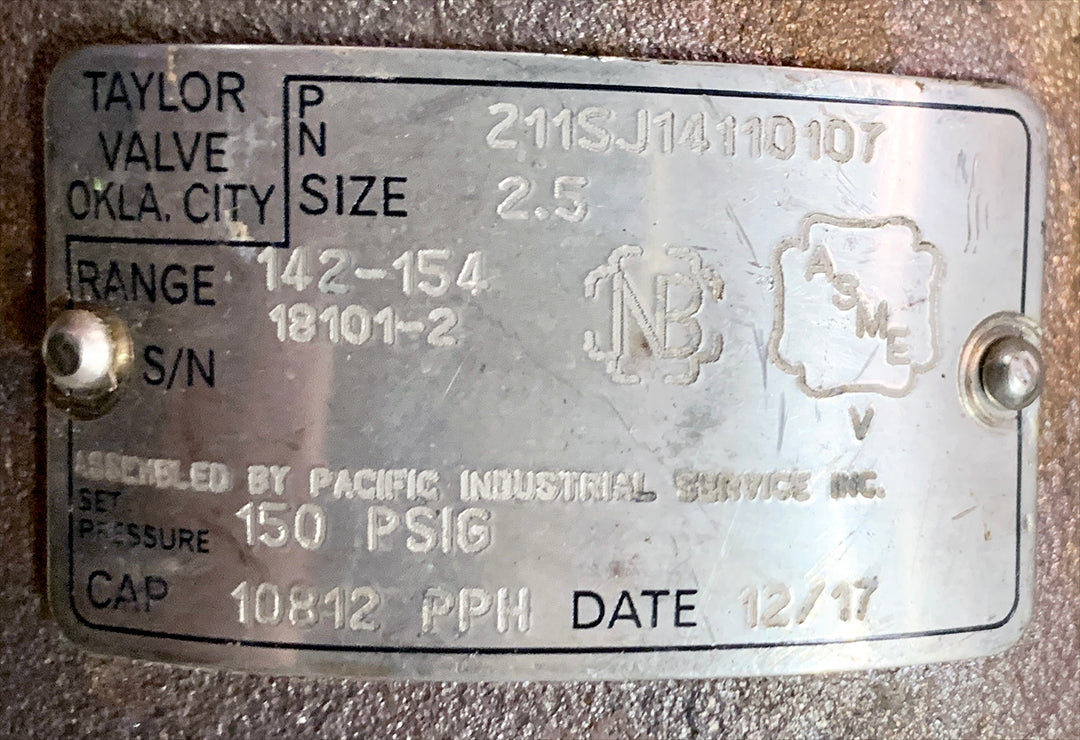 TAYLOR
VALVE
OKLA. CITY
PN 211SJ14110107
SIZE 2.5
RANGE 142-154
18101-2
S/N
NB
ASME
V
ASSEMBLED BY PACIFIC INDUSTRIAL SERVICE INC.
SET
PRESSURE 150 PSIG
CAP 10812 PPH DATE 12/17